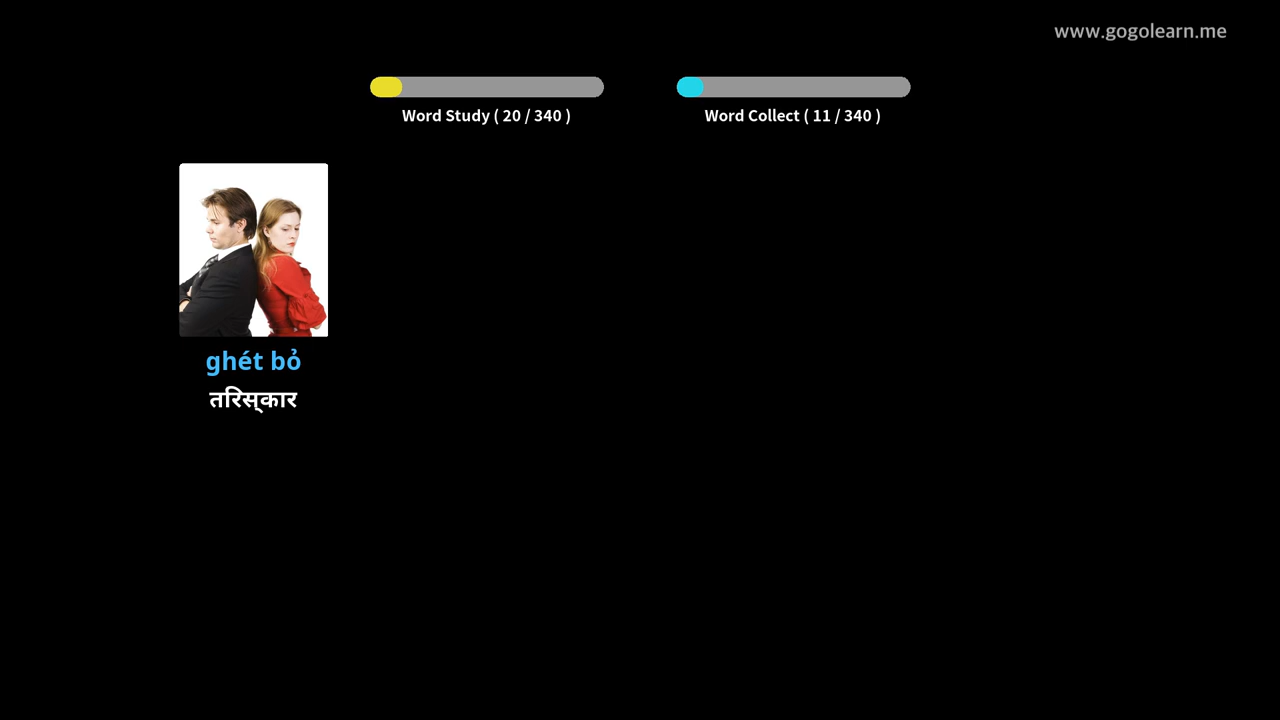 www.gogolearn.me
Word Study ( 20 / 340 )
Word Collect ( 11 / 340 )
ghét bỏ
तरिस्कार